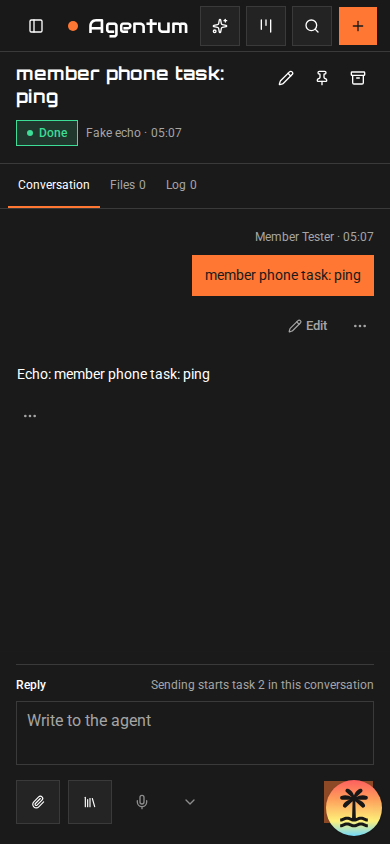 Agentum
member phone task:
ping
Done
Fake echo · 05:07
Conversation
Files 0
Log 0
Member Tester · 05:07
member phone task: ping
Edit
Echo: member phone task: ping
Reply
Sending starts task 2 in this conversation
Write to the agent